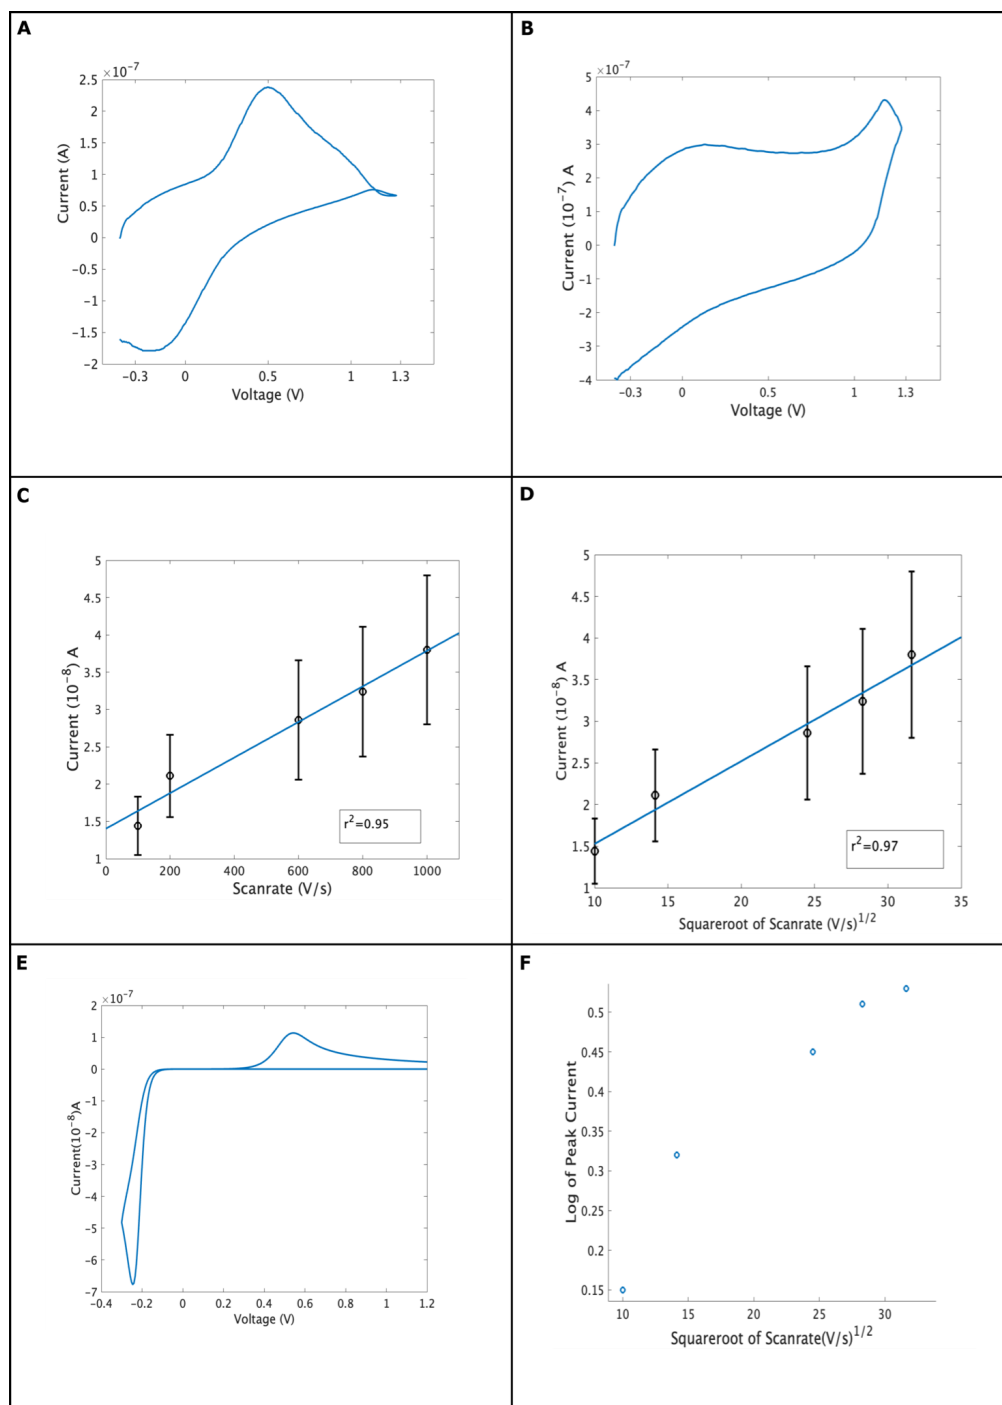 A
×10⁻⁷
2.5
2
1.5
1
0.5
0
−0.5
−1
−1.5
−2
Current (A)
−0.3 0 0.5 1 1.3
Voltage (V)
B
×10⁻⁷
5
4
3
2
1
0
−1
−2
−3
−4
Current (10⁻⁷) A
−0.3 0 0.5 1 1.3
Voltage (V)
C
5
4.5
4
3.5
3
2.5
2
1.5
1
Current (10⁻⁸) A
r²=0.95
0 200 400 600 800 1000
Scanrate (V/s)
D
5
4.5
4
3.5
3
2.5
2
1.5
1
Current (10⁻⁸) A
r²=0.97
10 15 20 25 30 35
Squareroot of Scanrate (V/s)¹/²
E
×10⁻⁷
2
1
0
−1
−2
−3
−4
−5
−6
−7
Current(10⁻⁸)A
−0.4 −0.2 0 0.2 0.4 0.6 0.8 1 1.2
Voltage (V)
F
0.5
0.45
0.4
0.35
0.3
0.25
0.2
0.15
Log of Peak Current
10 15 20 25 30
Squareroot of Scanrate(V/s)¹/²